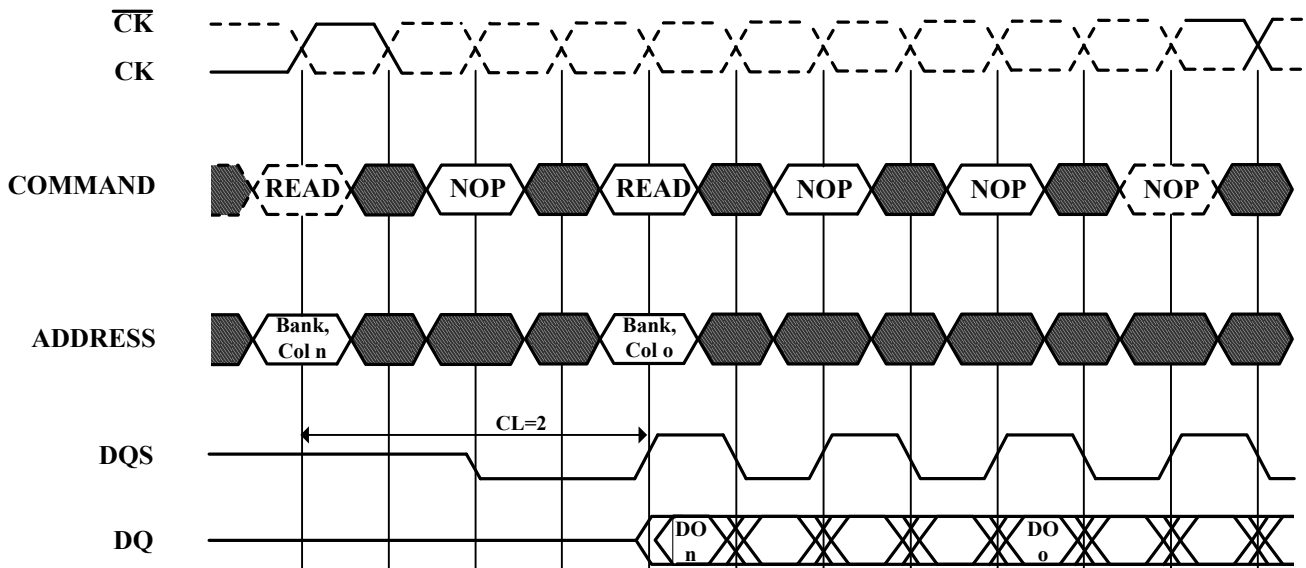 C̅K̅
CK
COMMAND
READ
NOP
READ
NOP
NOP
NOP
ADDRESS
Bank,
Col n
Bank,
Col o
CL=2
DQS
DQ
DO
n
DO
o